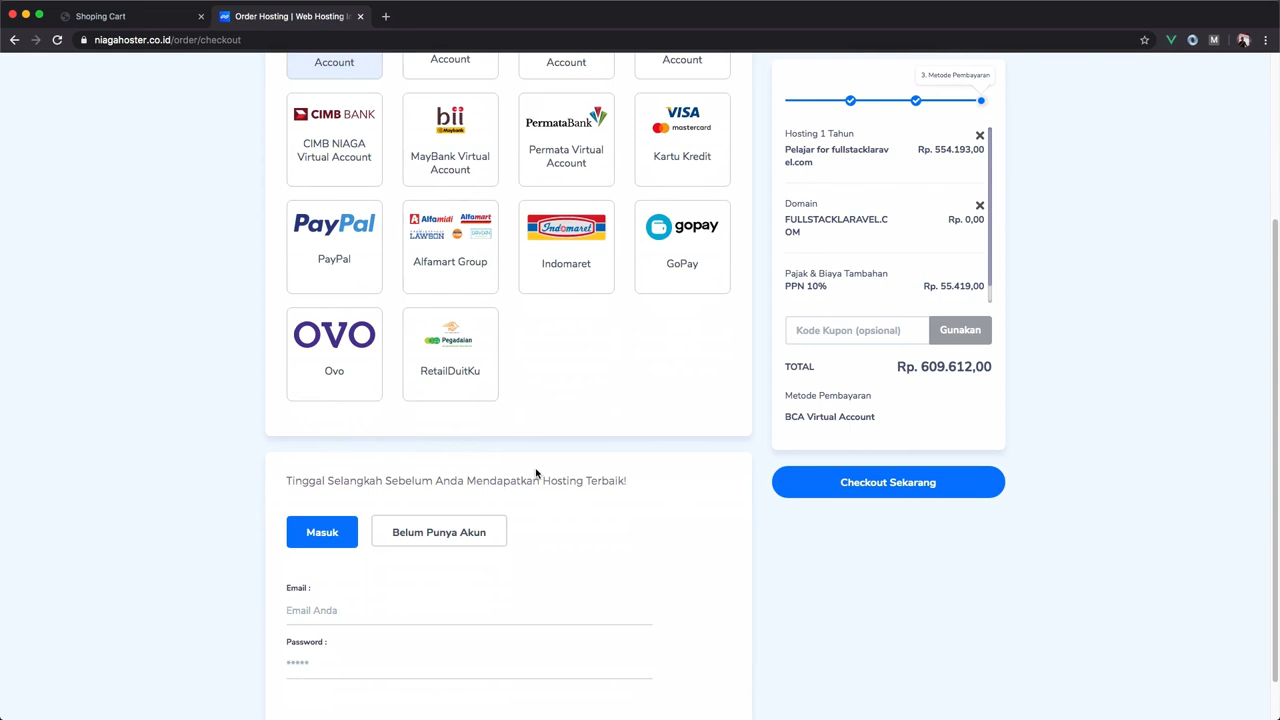 Shoping Cart
Order Hosting | Web Hosting I
niagahoster.co.id/order/checkout
M
Account
Account
Account
Account
CIMB BANK
CIMB NIAGA
Virtual Account
bii
Maybank
MayBank Virtual
Account
PermataBank
Permata Virtual
Account
VISA
mastercard
Kartu Kredit
PayPal
PayPal
Alfamidi
Alfamart
LAWSON
DAN+DAN
Alfamart Group
Indomaret
Indomaret
gopay
GoPay
OVO
Ovo
Pegadaian
RetailDuitKu
3. Metode Pembayaran
Hosting 1 Tahun
Pelajar for fullstacklarav
el.com
Rp. 554.193,00
Domain
FULLSTACKLARAVEL.C
OM
Rp. 0,00
Pajak & Biaya Tambahan
PPN 10%
Rp. 55.419,00
Kode Kupon (opsional)
Gunakan
TOTAL
Rp. 609.612,00
Metode Pembayaran
BCA Virtual Account
Checkout Sekarang
Tinggal Selangkah Sebelum Anda Mendapatkan Hosting Terbaik!
Masuk
Belum Punya Akun
Email :
Email Anda
Password :
*****